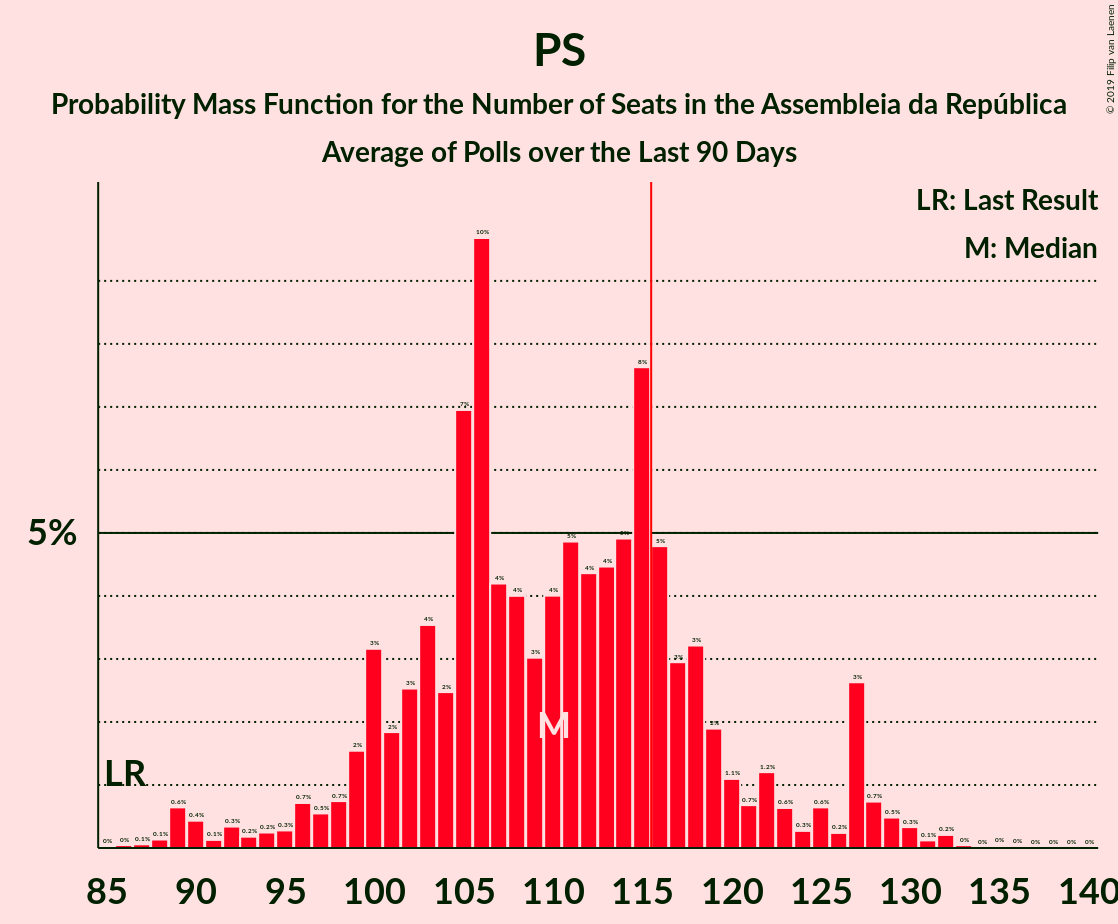 PS
Probability Mass Function for the Number of Seats in the Assembleia da República
Average of Polls over the Last 90 Days
© 2019 Filip van Laenen
LR: Last Result
M: Median
5%
LR
M
0% 0% 0.1% 0.1% 0.6% 0.4% 0.1% 0.3% 0.2% 0.2% 0.3% 0.7% 0.5% 0.7% 2% 3% 2% 3% 4% 2% 7% 10% 4% 4% 3% 4% 5% 4% 4% 5% 8% 5% 3% 3% 2% 1.1% 0.7% 1.2% 0.6% 0.3% 0.6% 0.2% 3% 0.7% 0.5% 0.3% 0.1% 0.2% 0% 0% 0% 0% 0% 0% 0% 0%
85 90 95 100 105 110 115 120 125 130 135 140